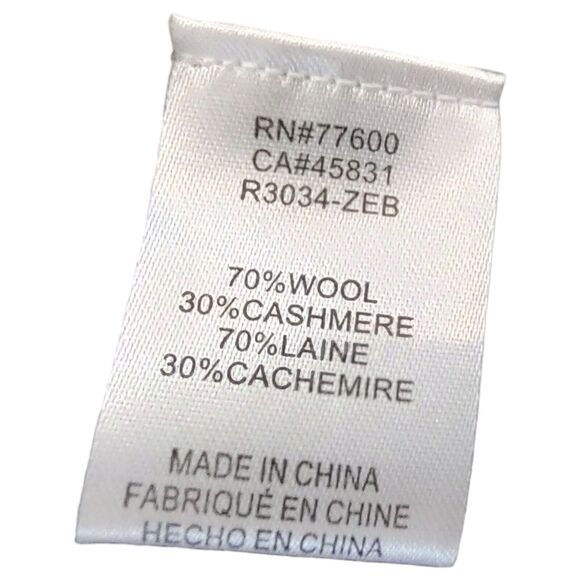 RN#77600
CA#45831
R3034-ZEB
70%WOOL
30%CASHMERE
70%LAINE
30%CACHEMIRE
MADE IN CHINA
FABRIQUÉ EN CHINE
HECHO EN CHINA